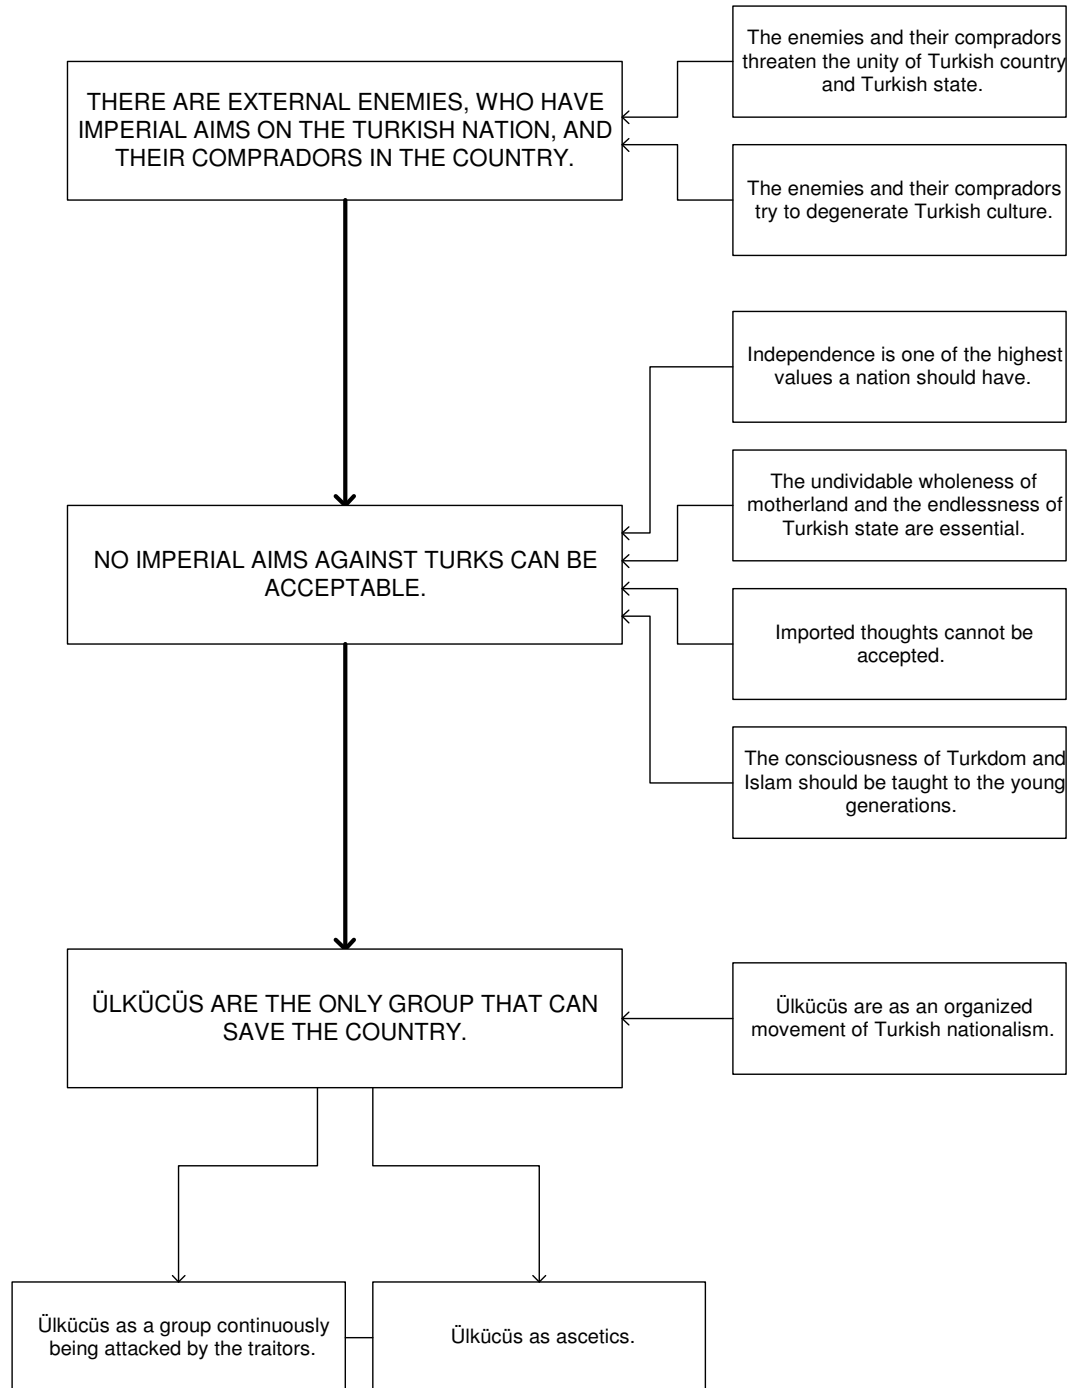 The enemies and their compradors
threaten the unity of Turkish country
and Turkish state.
THERE ARE EXTERNAL ENEMIES, WHO HAVE
IMPERIAL AIMS ON THE TURKISH NATION, AND
THEIR COMPRADORS IN THE COUNTRY.
The enemies and their compradors
try to degenerate Turkish culture.
Independence is one of the highest
values a nation should have.
The undividable wholeness of
motherland and the endlessness of
Turkish state are essential.
NO IMPERIAL AIMS AGAINST TURKS CAN BE
ACCEPTABLE.
Imported thoughts cannot be
accepted.
The consciousness of Turkdom and
Islam should be taught to the young
generations.
ÜLKÜCÜS ARE THE ONLY GROUP THAT CAN
SAVE THE COUNTRY.
Ülkücüs are as an organized
movement of Turkish nationalism.
Ülkücüs as a group continuously
being attacked by the traitors.
Ülkücüs as ascetics.